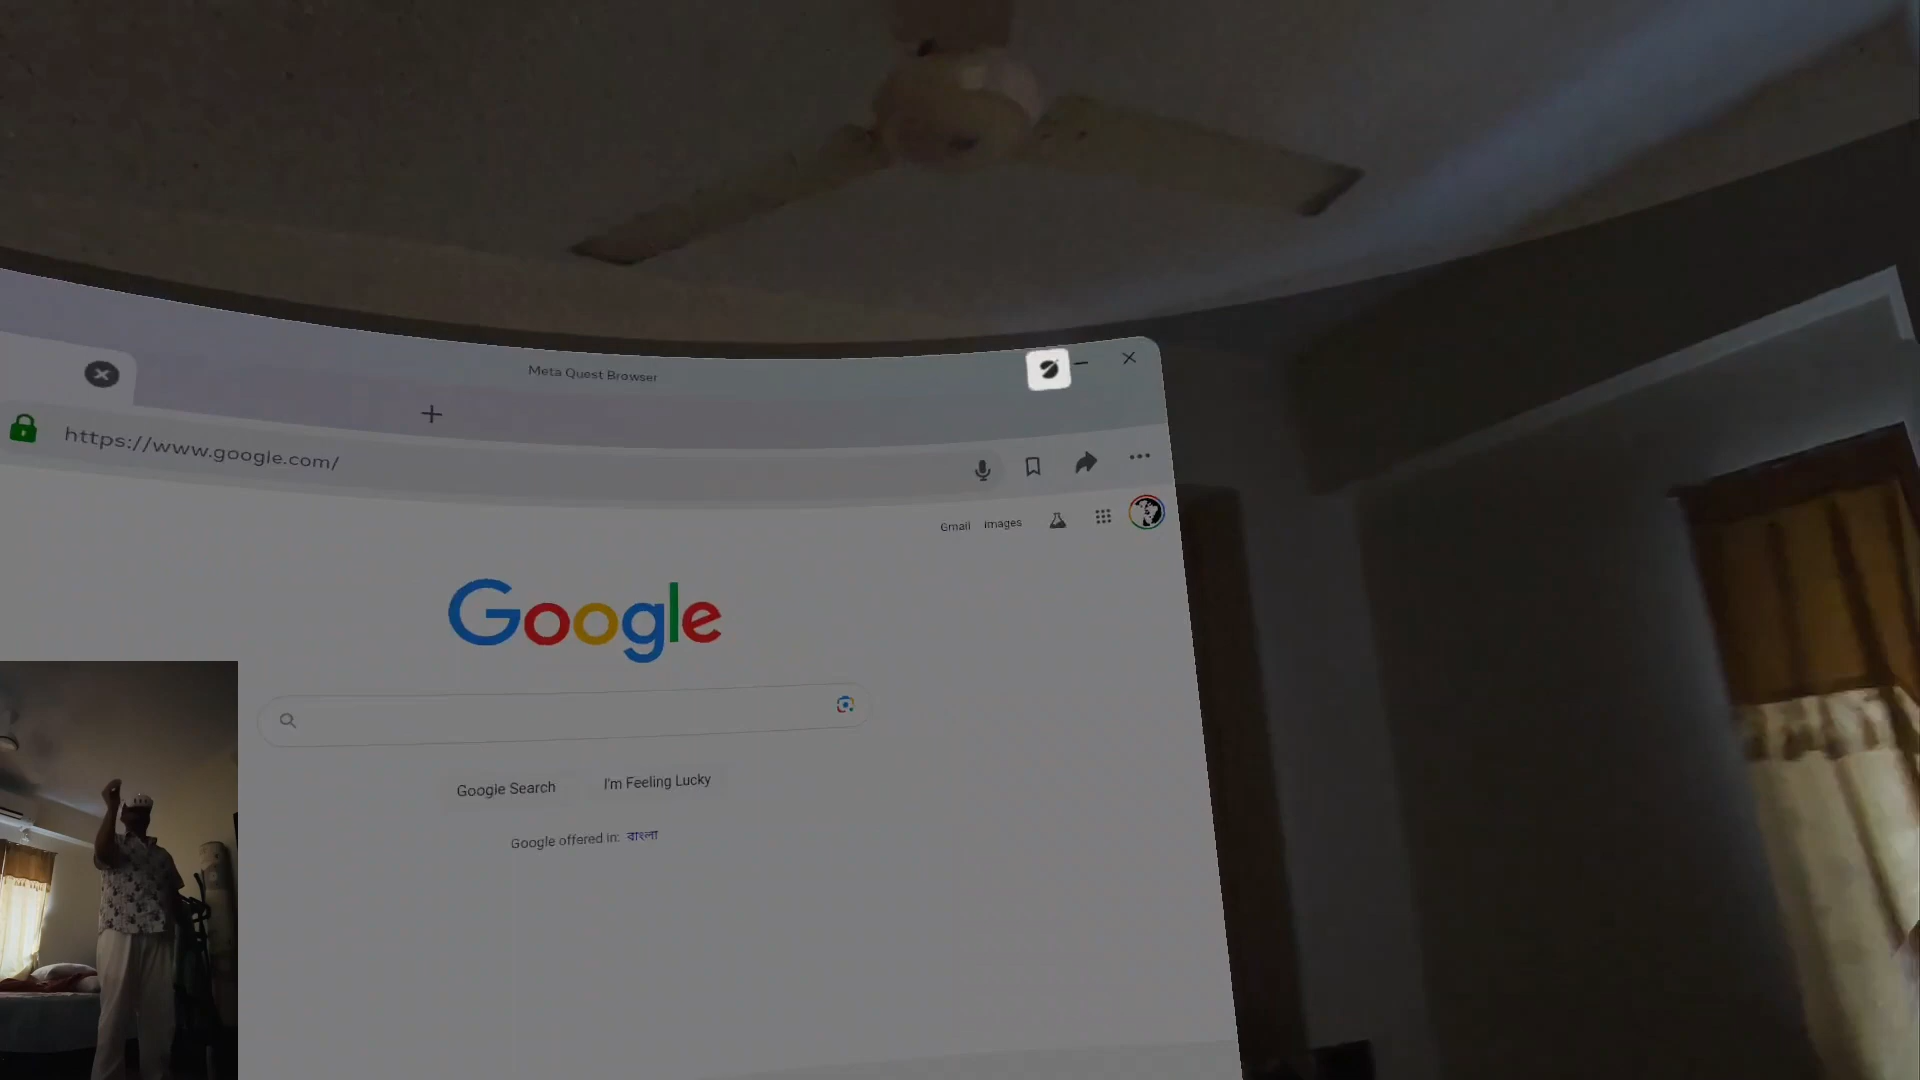 Meta Quest Browser
https://www.google.com/
Gmail Images
Google
Google Search I'm Feeling Lucky
Google offered in: বাংলা